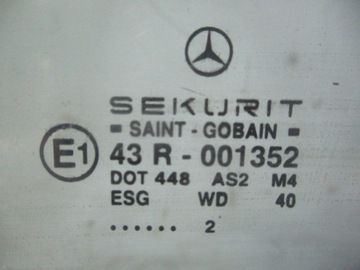 SEKURIT
SAINT - GOBAIN
E1 43 R - 001352
DOT 448 AS2 M4
ESG WD 40
...... 2